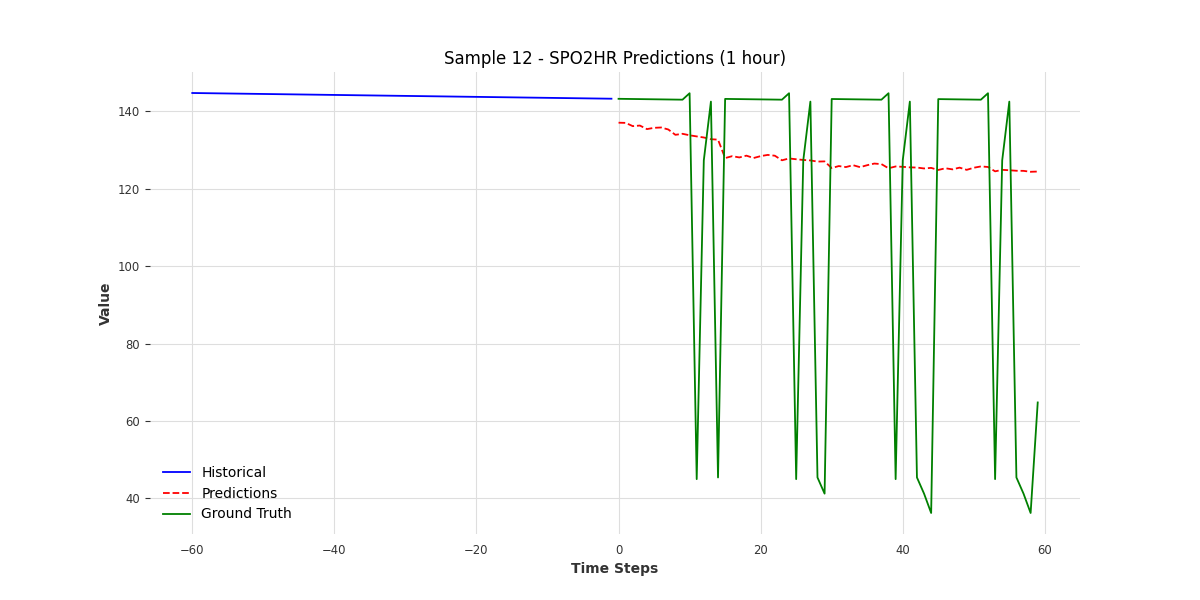 Sample 12 - SPO2HR Predictions (1 hour)
Value
140
120
100
80
60
40
Historical
Predictions
Ground Truth
−60
−40
−20
0
20
40
60
Time Steps